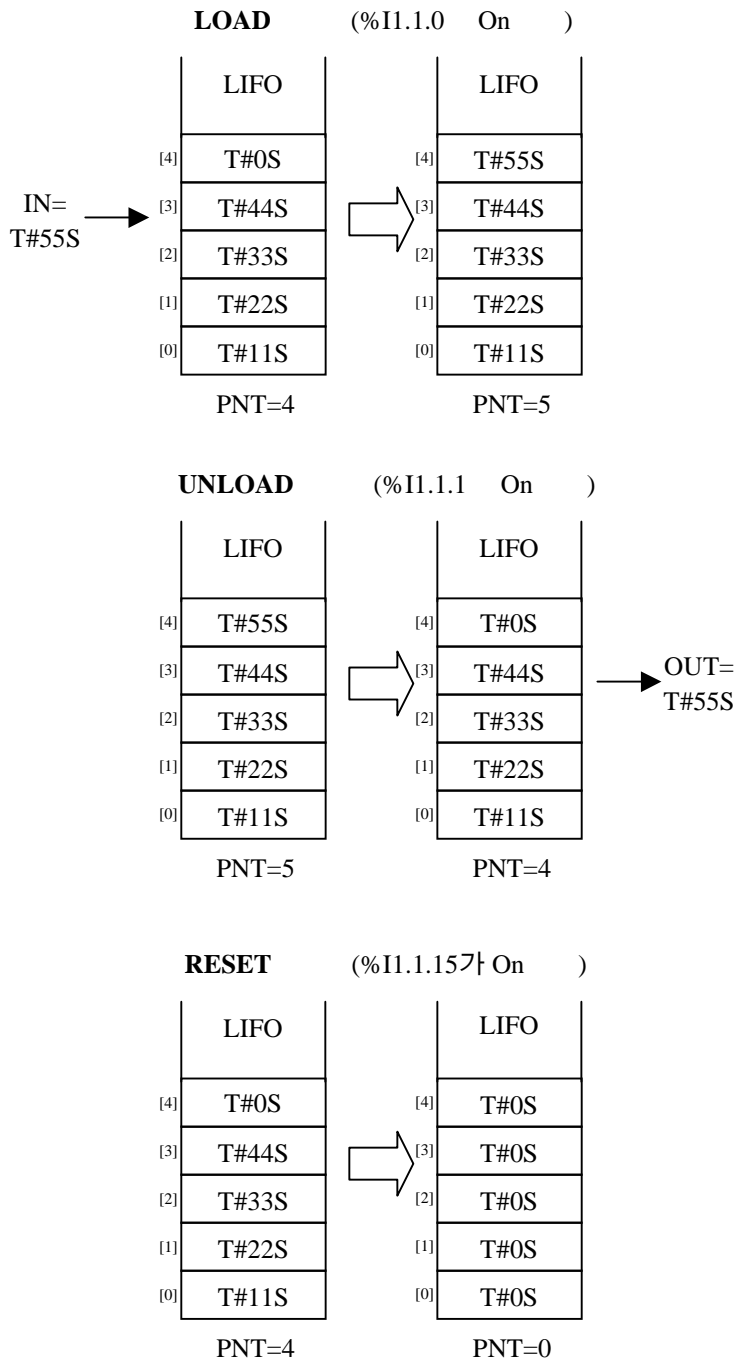 LOAD (%I1.1.0 On )
LIFO LIFO
[4] T#0S [4] T#55S
IN= [3] T#44S [3] T#44S
T#55S
[2] T#33S [2] T#33S
[1] T#22S [1] T#22S
[0] T#11S [0] T#11S
PNT=4 PNT=5
UNLOAD (%I1.1.1 On )
LIFO LIFO
[4] T#55S [4] T#0S
[3] T#44S [3] T#44S OUT=
T#55S
[2] T#33S [2] T#33S
[1] T#22S [1] T#22S
[0] T#11S [0] T#11S
PNT=5 PNT=4
RESET (%I1.1.15가 On )
LIFO LIFO
[4] T#0S [4] T#0S
[3] T#44S [3] T#0S
[2] T#33S [2] T#0S
[1] T#22S [1] T#0S
[0] T#11S [0] T#0S
PNT=4 PNT=0